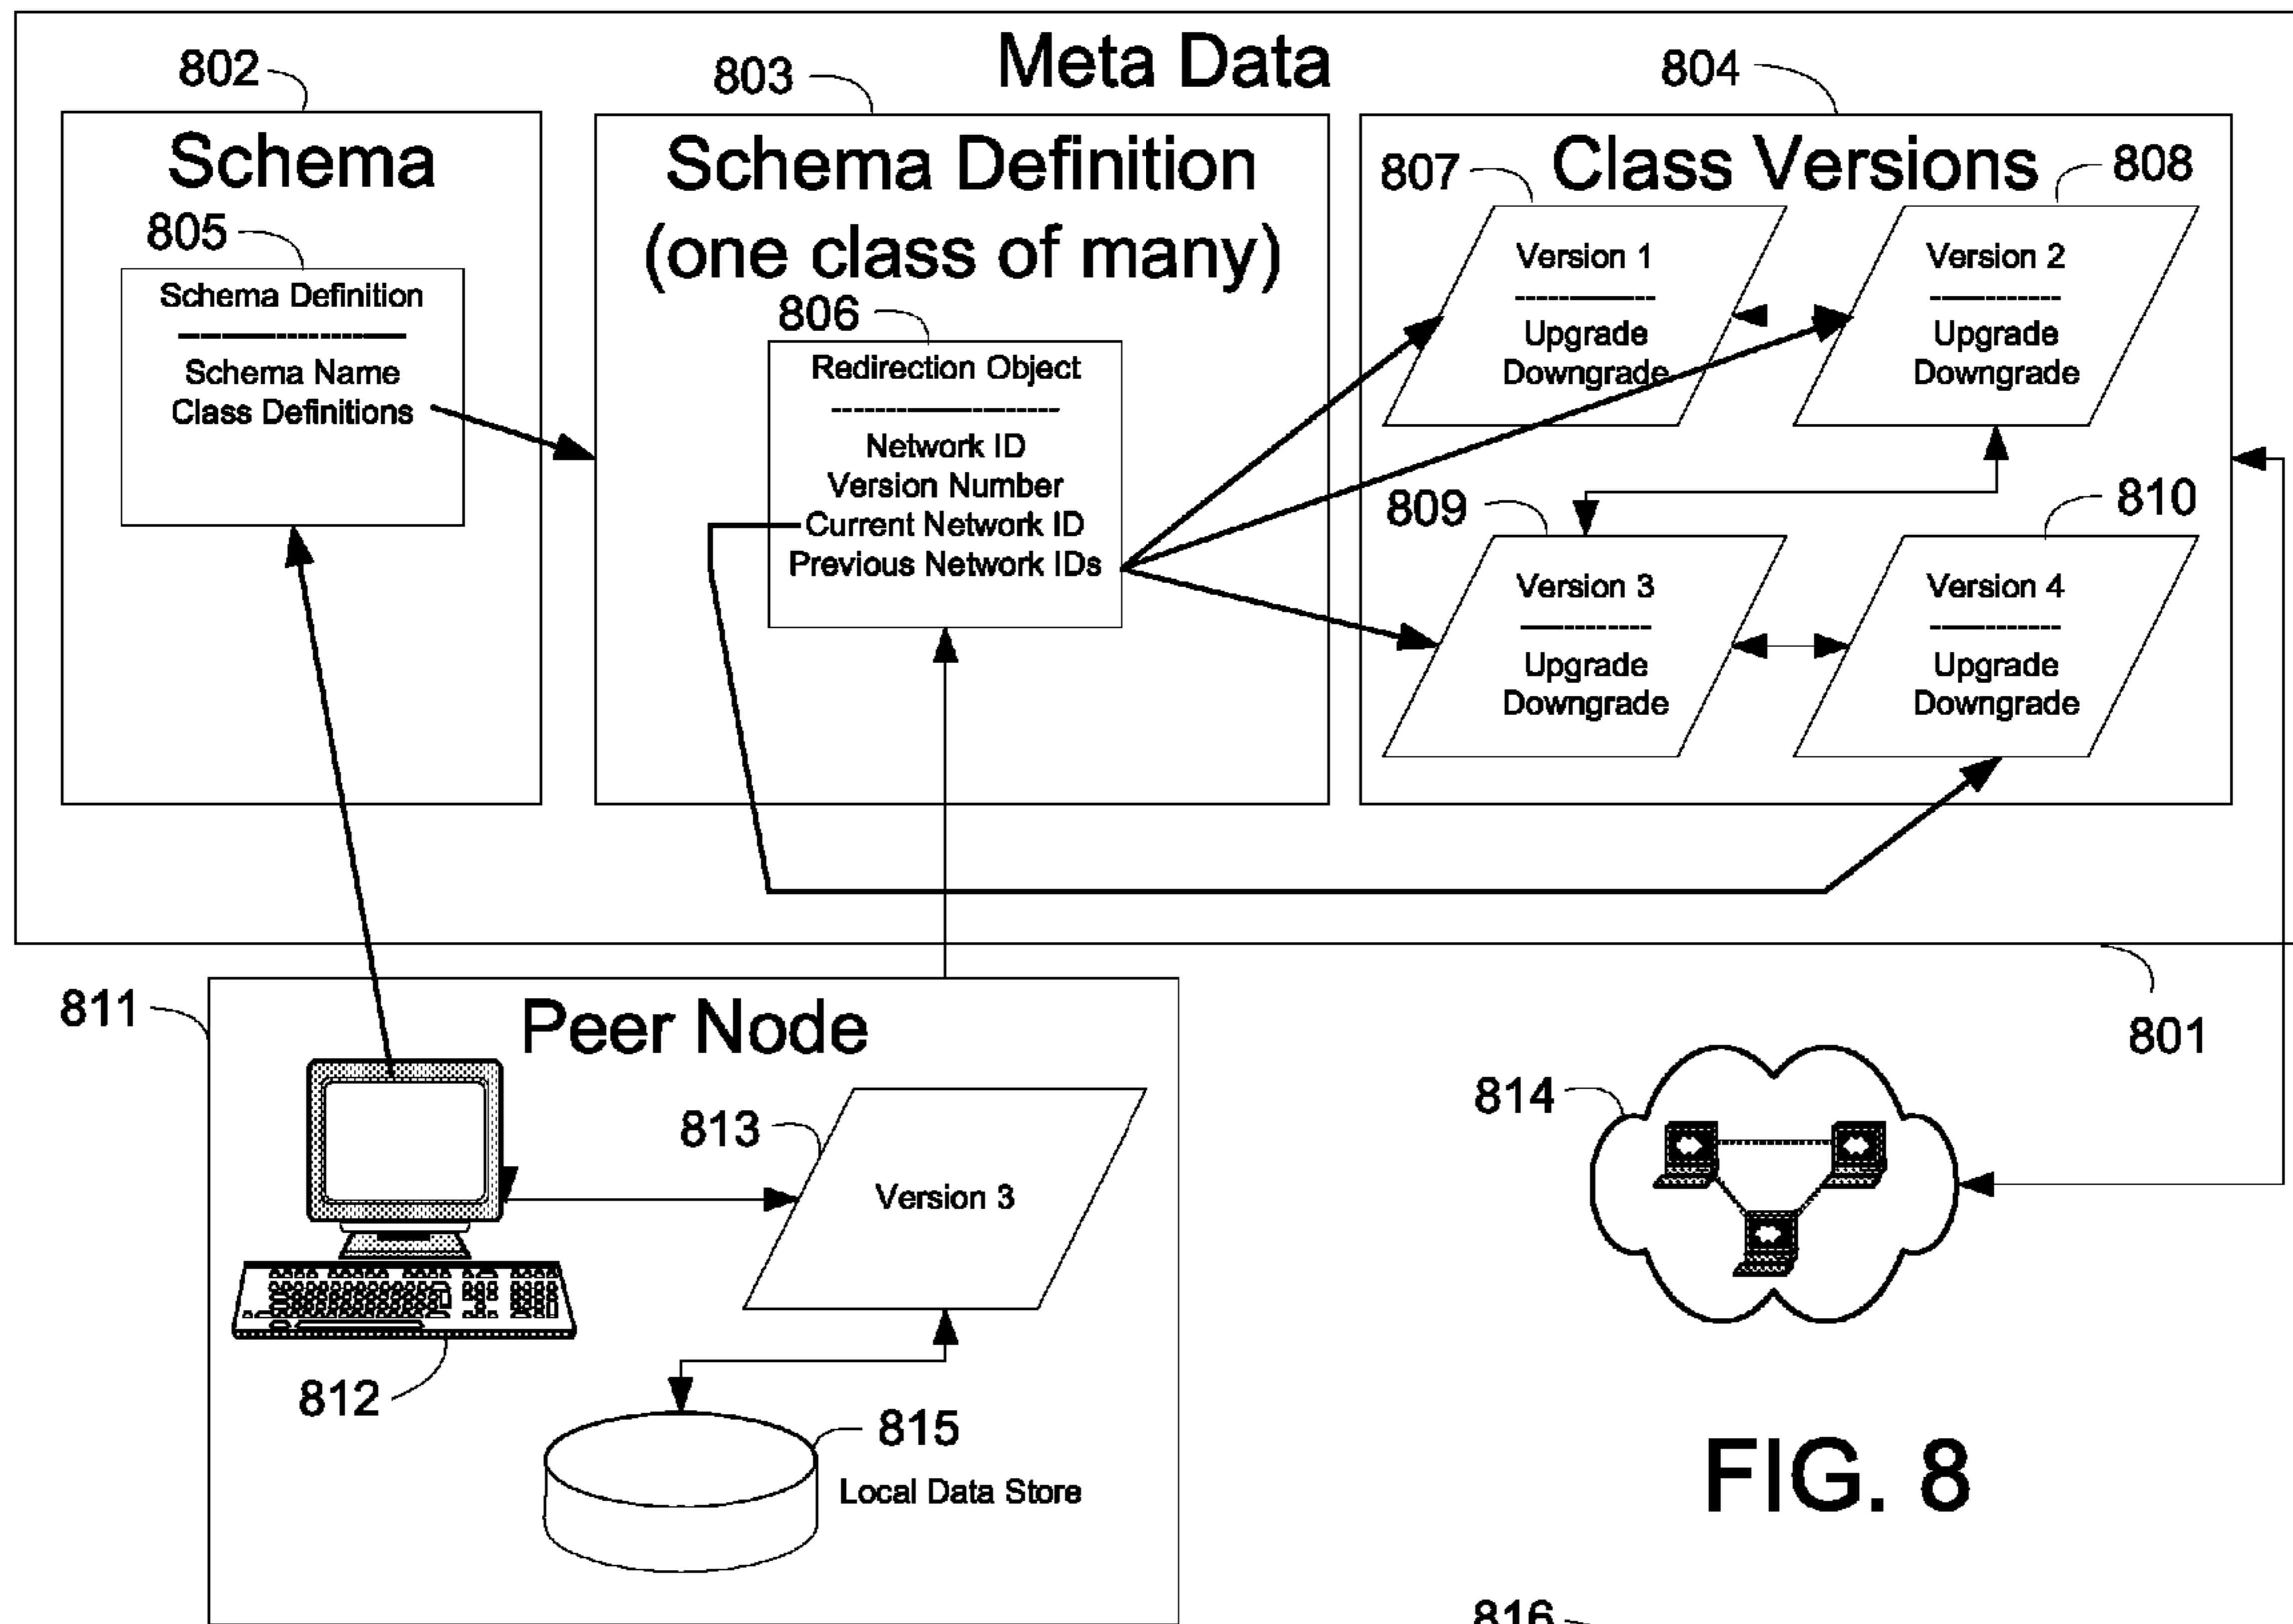 Meta Data
802
803
804
Schema
805
Schema Definition
--------------------
Schema Name
Class Definitions
Schema Definition
(one class of many)
806
Redirection Object
--------------------
Network ID
Version Number
Current Network ID
Previous Network IDs
Class Versions
807
Version 1
------------
Upgrade
Downgrade
808
Version 2
------------
Upgrade
Downgrade
809
Version 3
------------
Upgrade
Downgrade
810
Version 4
------------
Upgrade
Downgrade
801
811
Peer Node
812
813
Version 3
815
Local Data Store
814
FIG. 8
816